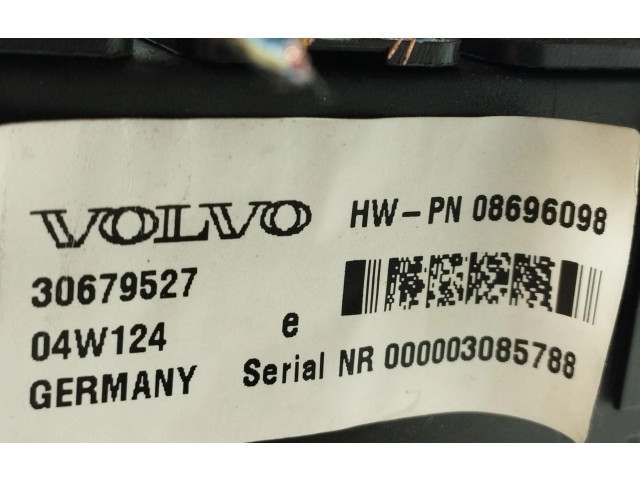 VOLVO HW-PN 08696098
30679527
04W124 e
GERMANY Serial NR 000003085788